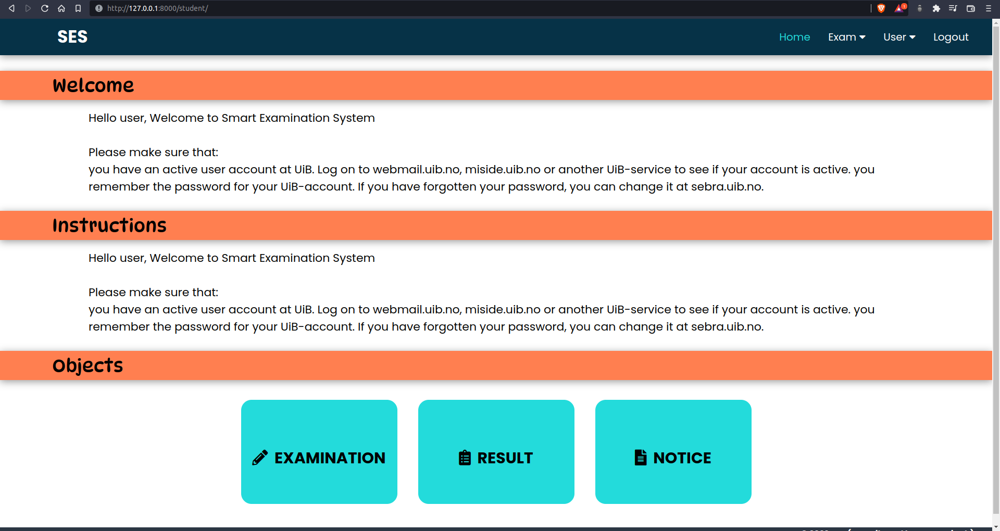 http://127.0.0.1:8000/student/
1
SES
Home Exam User Logout
Welcome
Hello user, Welcome to Smart Examination System
Please make sure that:
you have an active user account at UiB. Log on to webmail.uib.no, miside.uib.no or another UiB-service to see if your account is active. you
remember the password for your UiB-account. If you have forgotten your password, you can change it at sebra.uib.no.
Instructions
Hello user, Welcome to Smart Examination System
Please make sure that:
you have an active user account at UiB. Log on to webmail.uib.no, miside.uib.no or another UiB-service to see if your account is active. you
remember the password for your UiB-account. If you have forgotten your password, you can change it at sebra.uib.no.
Objects
EXAMINATION
RESULT
NOTICE